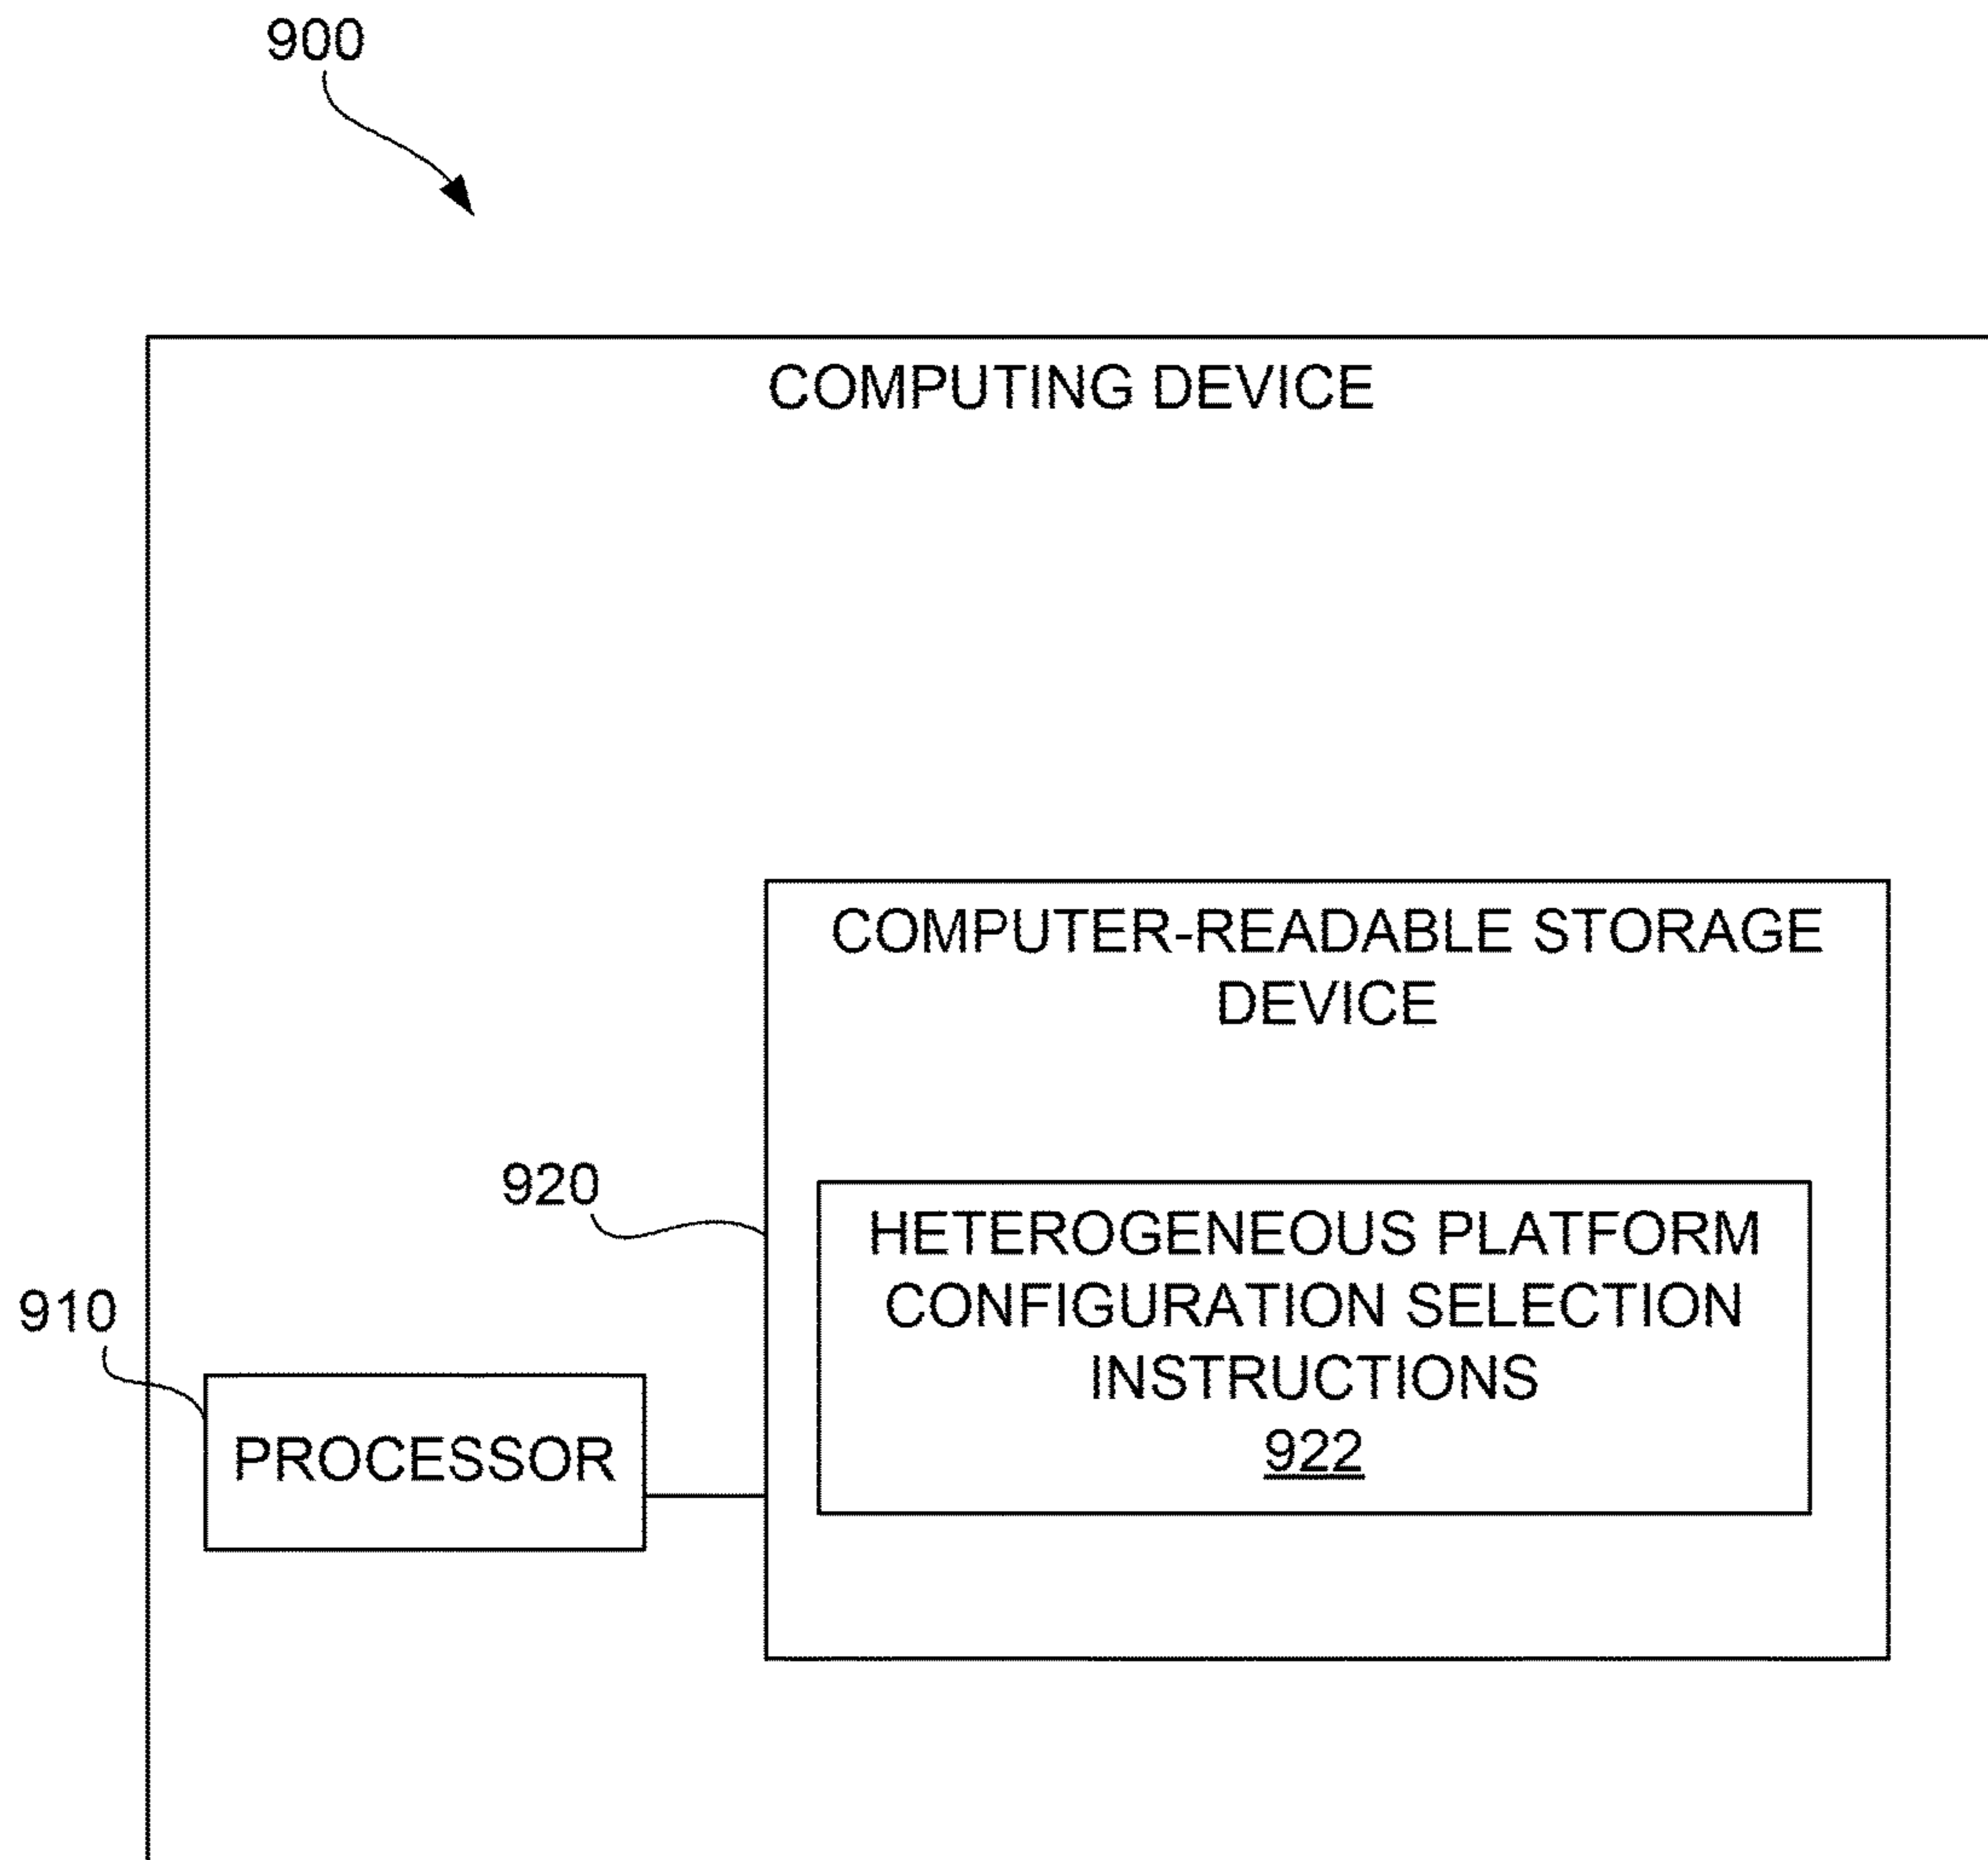 900
COMPUTING DEVICE
COMPUTER-READABLE STORAGE
DEVICE
920
HETEROGENEOUS PLATFORM
CONFIGURATION SELECTION
INSTRUCTIONS
922
910
PROCESSOR